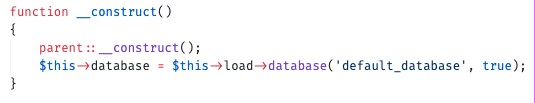 function __construct()
{
    parent::__construct();
    $this->database = $this->load->database('default_database', true);
}